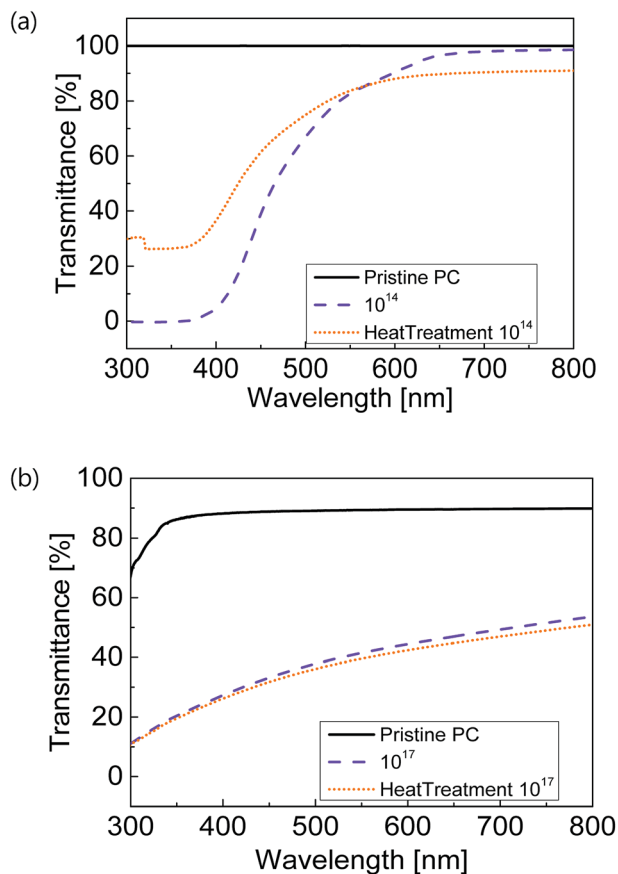 (a)
100
80
60
40
20
0
Transmittance [%]
Pristine PC
10¹⁴
HeatTreatment 10¹⁴
300 400 500 600 700 800
Wavelength [nm]
(b)
100
80
60
40
20
0
Transmittance [%]
Pristine PC
10¹⁷
HeatTreatment 10¹⁷
300 400 500 600 700 800
Wavelength [nm]